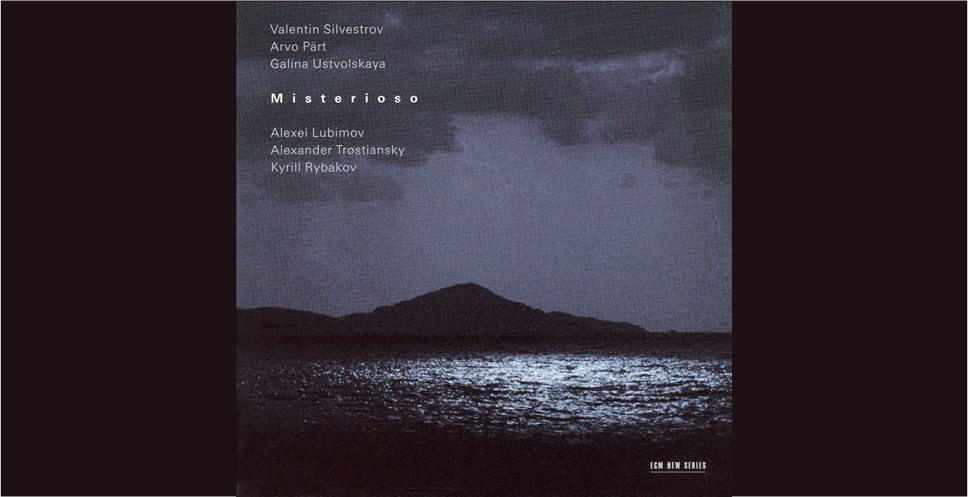 Valentin Silvestrov
Arvo Pärt
Galina Ustvolskaya
Misterioso
Alexei Lubimov
Alexander Trostiansky
Kyrill Rybakov
ECM NEW SERIES